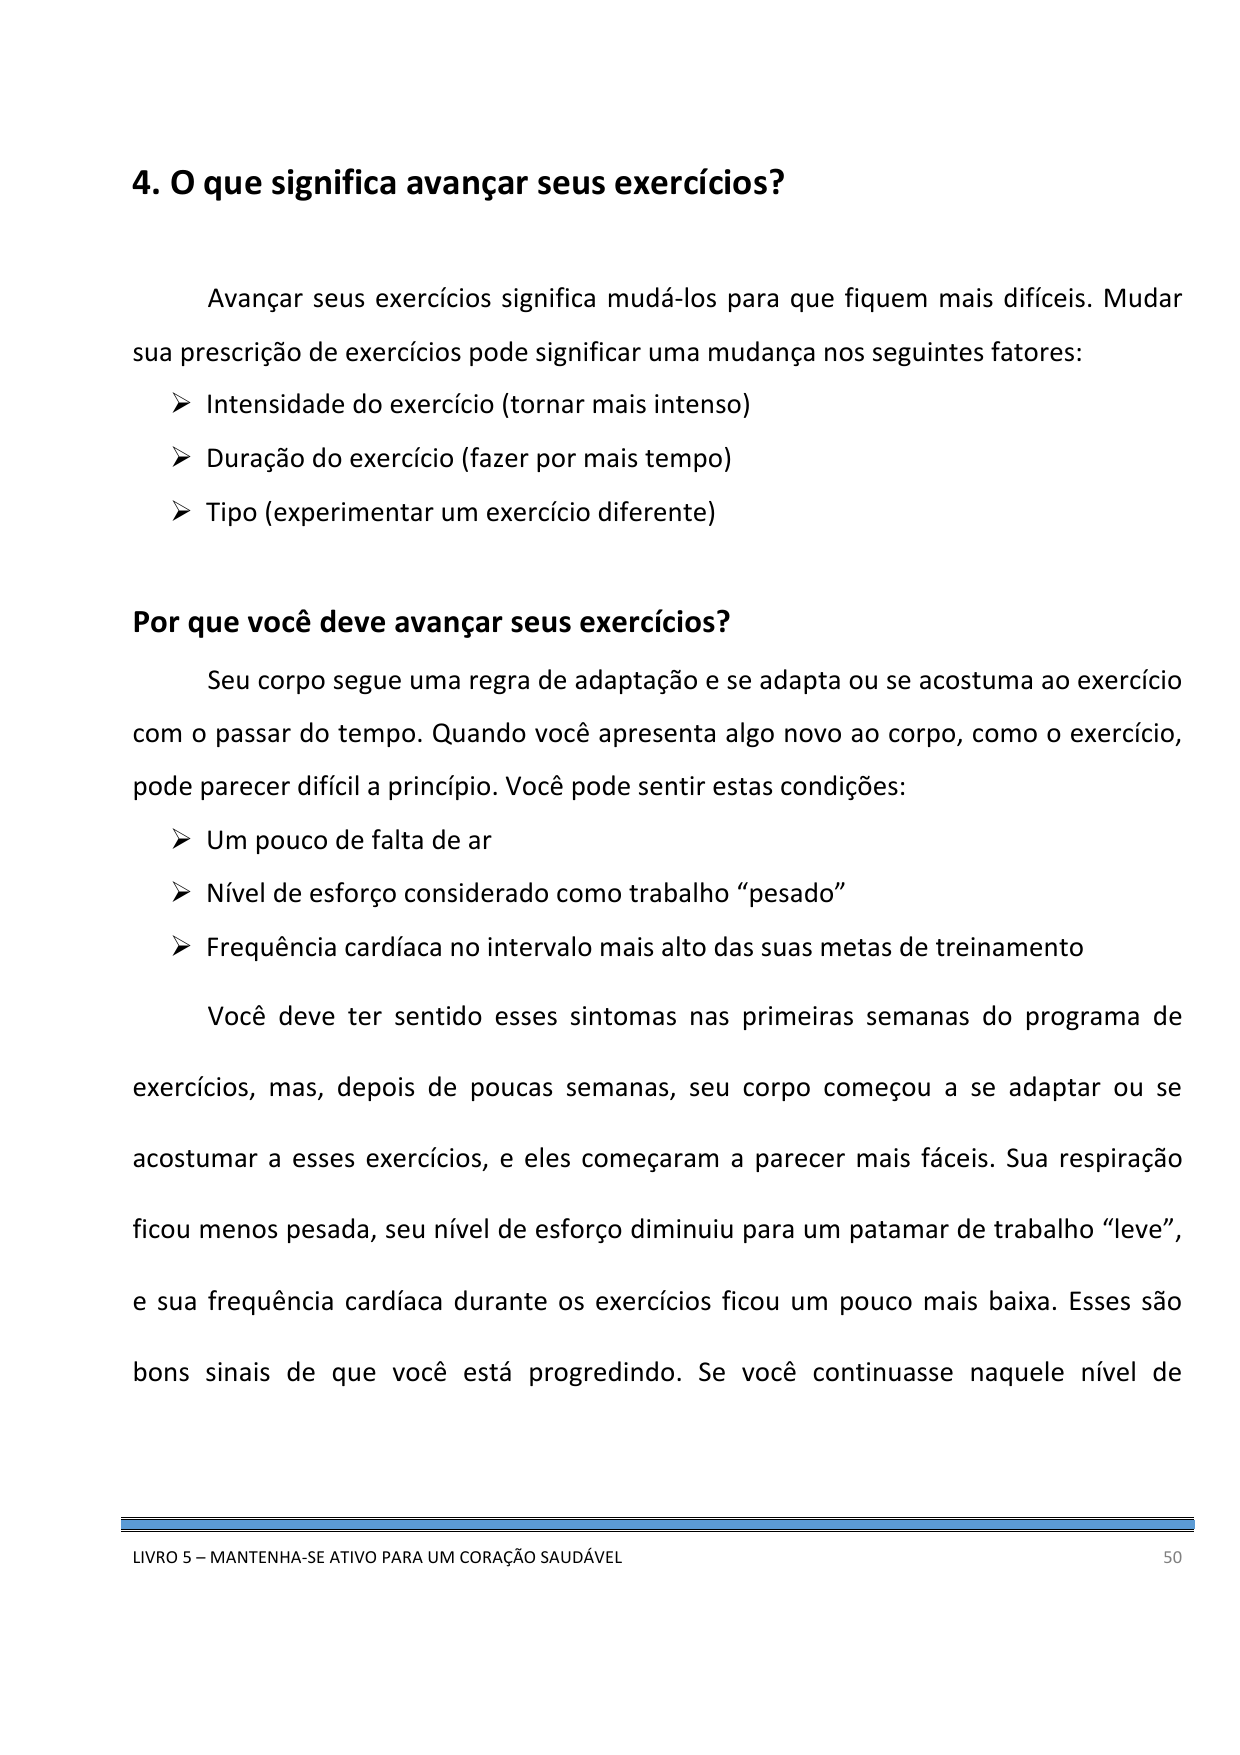 4. O que significa avançar seus exercícios?
Avançar seus exercícios significa mudá-los para que fiquem mais difíceis. Mudar
sua prescrição de exercícios pode significar uma mudança nos seguintes fatores:
➢ Intensidade do exercício (tornar mais intenso)
➢ Duração do exercício (fazer por mais tempo)
➢ Tipo (experimentar um exercício diferente)
Por que você deve avançar seus exercícios?
Seu corpo segue uma regra de adaptação e se adapta ou se acostuma ao exercício
com o passar do tempo. Quando você apresenta algo novo ao corpo, como o exercício,
pode parecer difícil a princípio. Você pode sentir estas condições:
➢ Um pouco de falta de ar
➢ Nível de esforço considerado como trabalho “pesado”
➢ Frequência cardíaca no intervalo mais alto das suas metas de treinamento
Você deve ter sentido esses sintomas nas primeiras semanas do programa de
exercícios, mas, depois de poucas semanas, seu corpo começou a se adaptar ou se
acostumar a esses exercícios, e eles começaram a parecer mais fáceis. Sua respiração
ficou menos pesada, seu nível de esforço diminuiu para um patamar de trabalho “leve”,
e sua frequência cardíaca durante os exercícios ficou um pouco mais baixa. Esses são
bons sinais de que você está progredindo. Se você continuasse naquele nível de
LIVRO 5 – MANTENHA-SE ATIVO PARA UM CORAÇÃO SAUDÁVEL 50